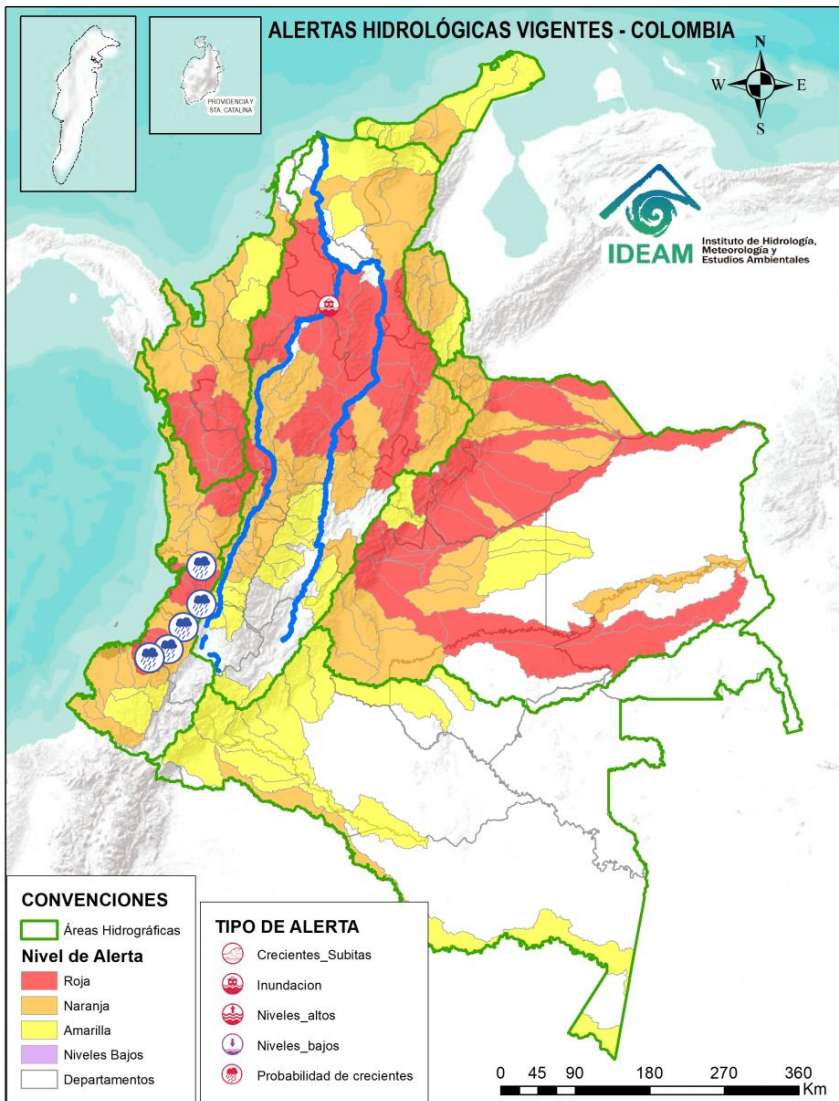 ALERTAS HIDROLÓGICAS VIGENTES - COLOMBIA
PROVIDENCIA Y
STA. CATALINA
N
W E
S
IDEAM
Instituto de Hidrología,
Meteorología y
Estudios Ambientales
CONVENCIONES
Áreas Hidrográficas
Nivel de Alerta
Roja
Naranja
Amarilla
Niveles Bajos
Departamentos
TIPO DE ALERTA
Crecientes_Subitas
Inundacion
Niveles_altos
Niveles_bajos
Probabilidad de crecientes
0 45 90 180 270 360
Km